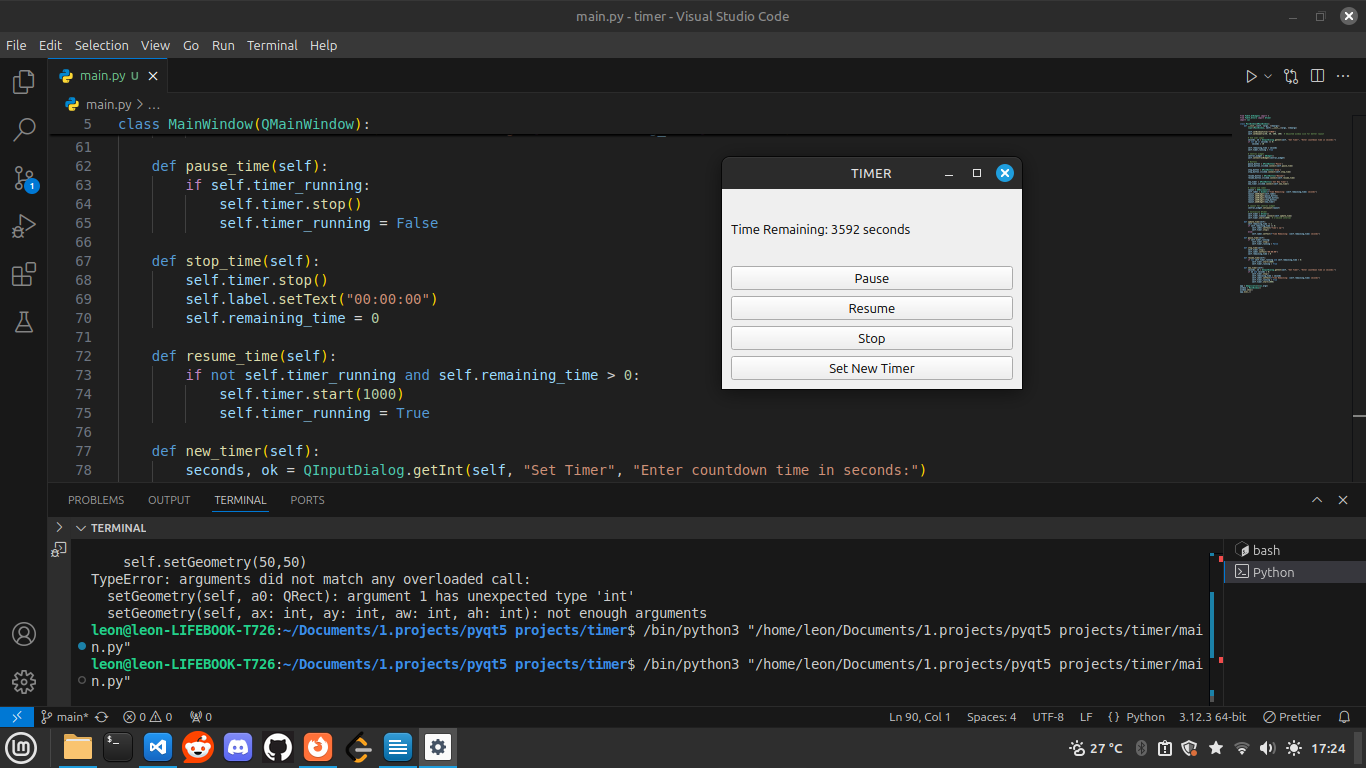 main.py - timer - Visual Studio Code
File Edit Selection View Go Run Terminal Help
main.py U
main.py > ...
5 class MainWindow(QMainWindow):
61
62 def pause_time(self):
63 if self.timer_running:
64 self.timer.stop()
65 self.timer_running = False
66
67 def stop_time(self):
68 self.timer.stop()
69 self.label.setText("00:00:00")
70 self.remaining_time = 0
71
72 def resume_time(self):
73 if not self.timer_running and self.remaining_time > 0:
74 self.timer.start(1000)
75 self.timer_running = True
76
77 def new_timer(self):
78 seconds, ok = QInputDialog.getInt(self, "Set Timer", "Enter countdown time in seconds:")
TIMER
Time Remaining: 3592 seconds
Pause
Resume
Stop
Set New Timer
1
PROBLEMS OUTPUT TERMINAL PORTS
TERMINAL
self.setGeometry(50,50)
TypeError: arguments did not match any overloaded call:
setGeometry(self, a0: QRect): argument 1 has unexpected type 'int'
setGeometry(self, ax: int, ay: int, aw: int, ah: int): not enough arguments
leon@leon-LIFEBOOK-T726:~/Documents/1.projects/pyqt5 projects/timer$ /bin/python3 "/home/leon/Documents/1.projects/pyqt5 projects/timer/mai
n.py"
leon@leon-LIFEBOOK-T726:~/Documents/1.projects/pyqt5 projects/timer$ /bin/python3 "/home/leon/Documents/1.projects/pyqt5 projects/timer/mai
n.py"
bash
Python
main* 0 0 0 Ln 90, Col 1 Spaces: 4 UTF-8 LF {} Python 3.12.3 64-bit Prettier
27 °C 17:24